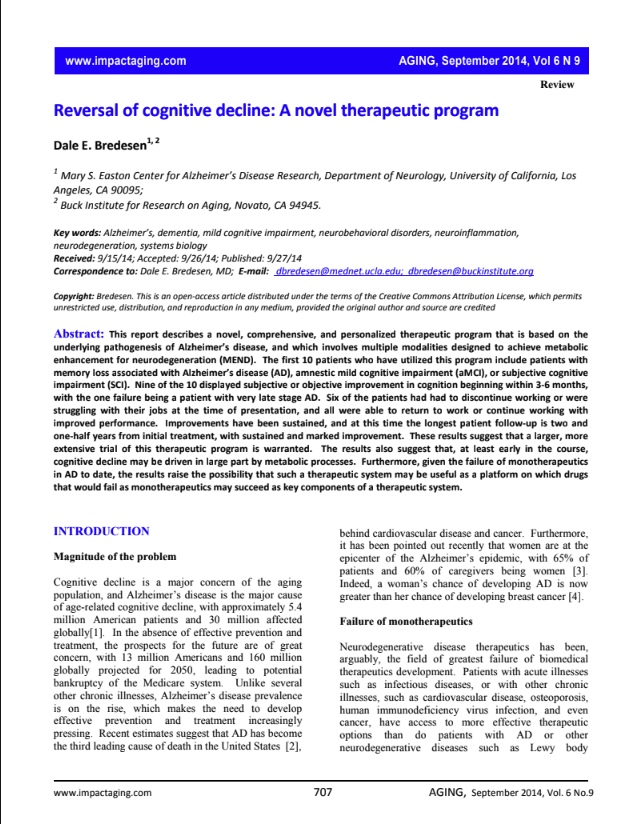 www.impactaging.com AGING, September 2014, Vol 6 N 9
Review
Reversal of cognitive decline: A novel therapeutic program
Dale E. Bredesen1, 2
1 Mary S. Easton Center for Alzheimer's Disease Research, Department of Neurology, University of California, Los
Angeles, CA 90095;
2 Buck Institute for Research on Aging, Novato, CA 94945.
Key words: Alzheimer's, dementia, mild cognitive impairment, neurobehavioral disorders, neuroinflammation,
neurodegeneration, systems biology
Received: 9/15/14; Accepted: 9/26/14; Published: 9/27/14
Correspondence to: Dale E. Bredesen, MD; E-mail: dbredesen@mednet.ucla.edu; dbredesen@buckinstitute.org
Copyright: Bredesen. This is an open-access article distributed under the terms of the Creative Commons Attribution License, which permits
unrestricted use, distribution, and reproduction in any medium, provided the original author and source are credited
Abstract: This report describes a novel, comprehensive, and personalized therapeutic program that is based on the
underlying pathogenesis of Alzheimer's disease, and which involves multiple modalities designed to achieve metabolic
enhancement for neurodegeneration (MEND). The first 10 patients who have utilized this program include patients with
memory loss associated with Alzheimer's disease (AD), amnestic mild cognitive impairment (aMCI), or subjective cognitive
impairment (SCI). Nine of the 10 displayed subjective or objective improvement in cognition beginning within 3-6 months,
with the one failure being a patient with very late stage AD. Six of the patients had had to discontinue working or were
struggling with their jobs at the time of presentation, and all were able to return to work or continue working with
improved performance. Improvements have been sustained, and at this time the longest patient follow-up is two and
one-half years from initial treatment, with sustained and marked improvement. These results suggest that a larger, more
extensive trial of this therapeutic program is warranted. The results also suggest that, at least early in the course,
cognitive decline may be driven in large part by metabolic processes. Furthermore, given the failure of monotherapeutics
in AD to date, the results raise the possibility that such a therapeutic system may be useful as a platform on which drugs
that would fail as monotherapeutics may succeed as key components of a therapeutic system.
INTRODUCTION
Magnitude of the problem
Cognitive decline is a major concern of the aging
population, and Alzheimer's disease is the major cause
of age-related cognitive decline, with approximately 5.4
million American patients and 30 million affected
globally[1]. In the absence of effective prevention and
treatment, the prospects for the future are of great
concern, with 13 million Americans and 160 million
globally projected for 2050, leading to potential
bankruptcy of the Medicare system. Unlike several
other chronic illnesses, Alzheimer's disease prevalence
is on the rise, which makes the need to develop
effective prevention and treatment increasingly
pressing. Recent estimates suggest that AD has become
the third leading cause of death in the United States [2],
behind cardiovascular disease and cancer. Furthermore,
it has been pointed out recently that women are at the
epicenter of the Alzheimer's epidemic, with 65% of
patients and 60% of caregivers being women [3].
Indeed, a woman's chance of developing AD is now
greater than her chance of developing breast cancer [4].
Failure of monotherapeutics
Neurodegenerative disease therapeutics has been,
arguably, the field of greatest failure of biomedical
therapeutics development. Patients with acute illnesses
such as infectious diseases, or with other chronic
illnesses, such as cardiovascular disease, osteoporosis,
human immunodeficiency virus infection, and even
cancer, have access to more effective therapeutic
options than do patients with AD or other
neurodegenerative diseases such as Lewy body
www.impactaging.com 707 AGING, September 2014, Vol. 6 No.9